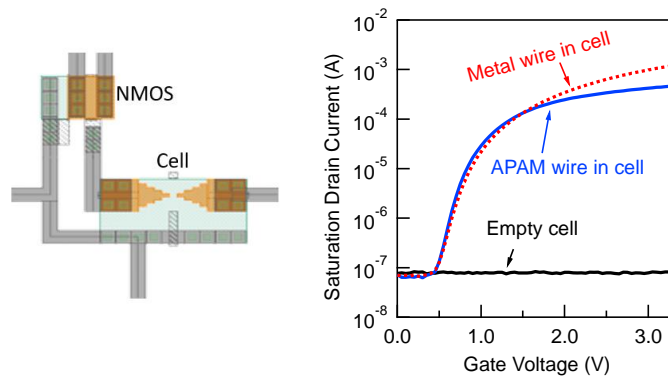 NMOS
Cell
Saturation Drain Current (A)
10-2
10-3
10-4
10-5
10-6
10-7
10-8
Metal wire in cell
APAM wire in cell
Empty cell
0.0 1.0 2.0 3.0
Gate Voltage (V)